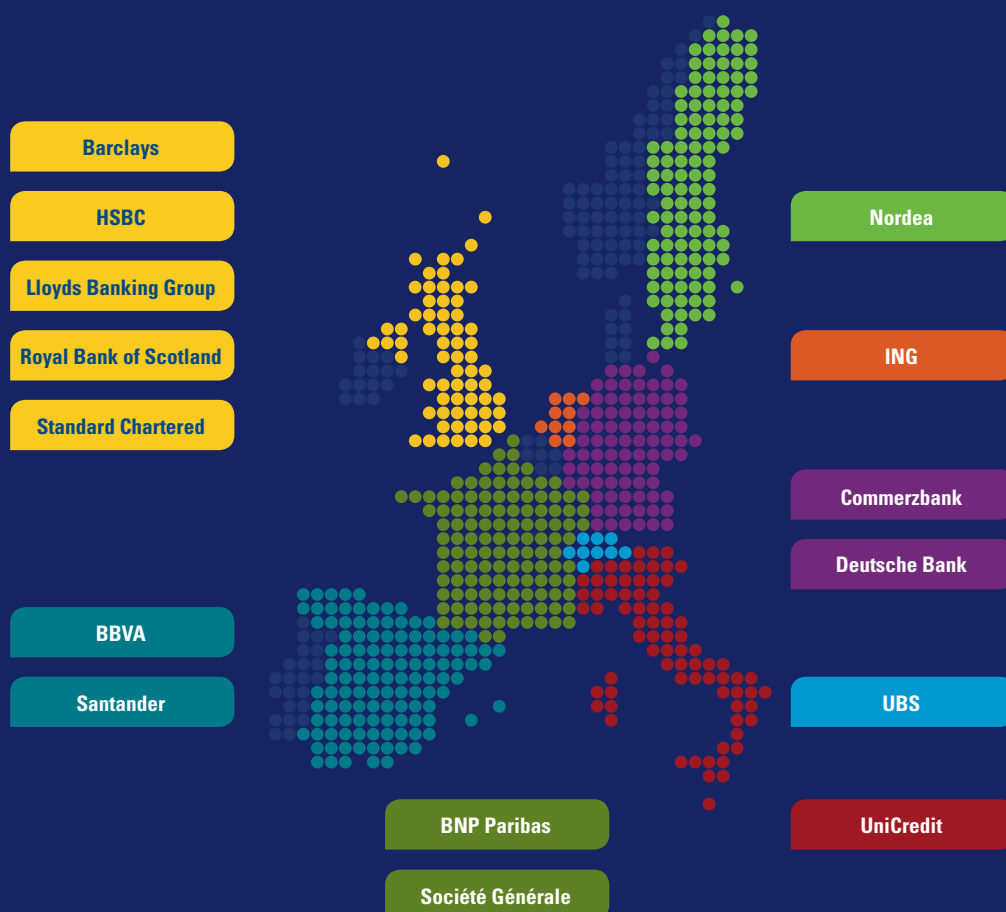 Barclays
HSBC
Lloyds Banking Group
Royal Bank of Scotland
Standard Chartered
BBVA
Santander
BNP Paribas
Société Générale
Nordea
ING
Commerzbank
Deutsche Bank
UBS
UniCredit